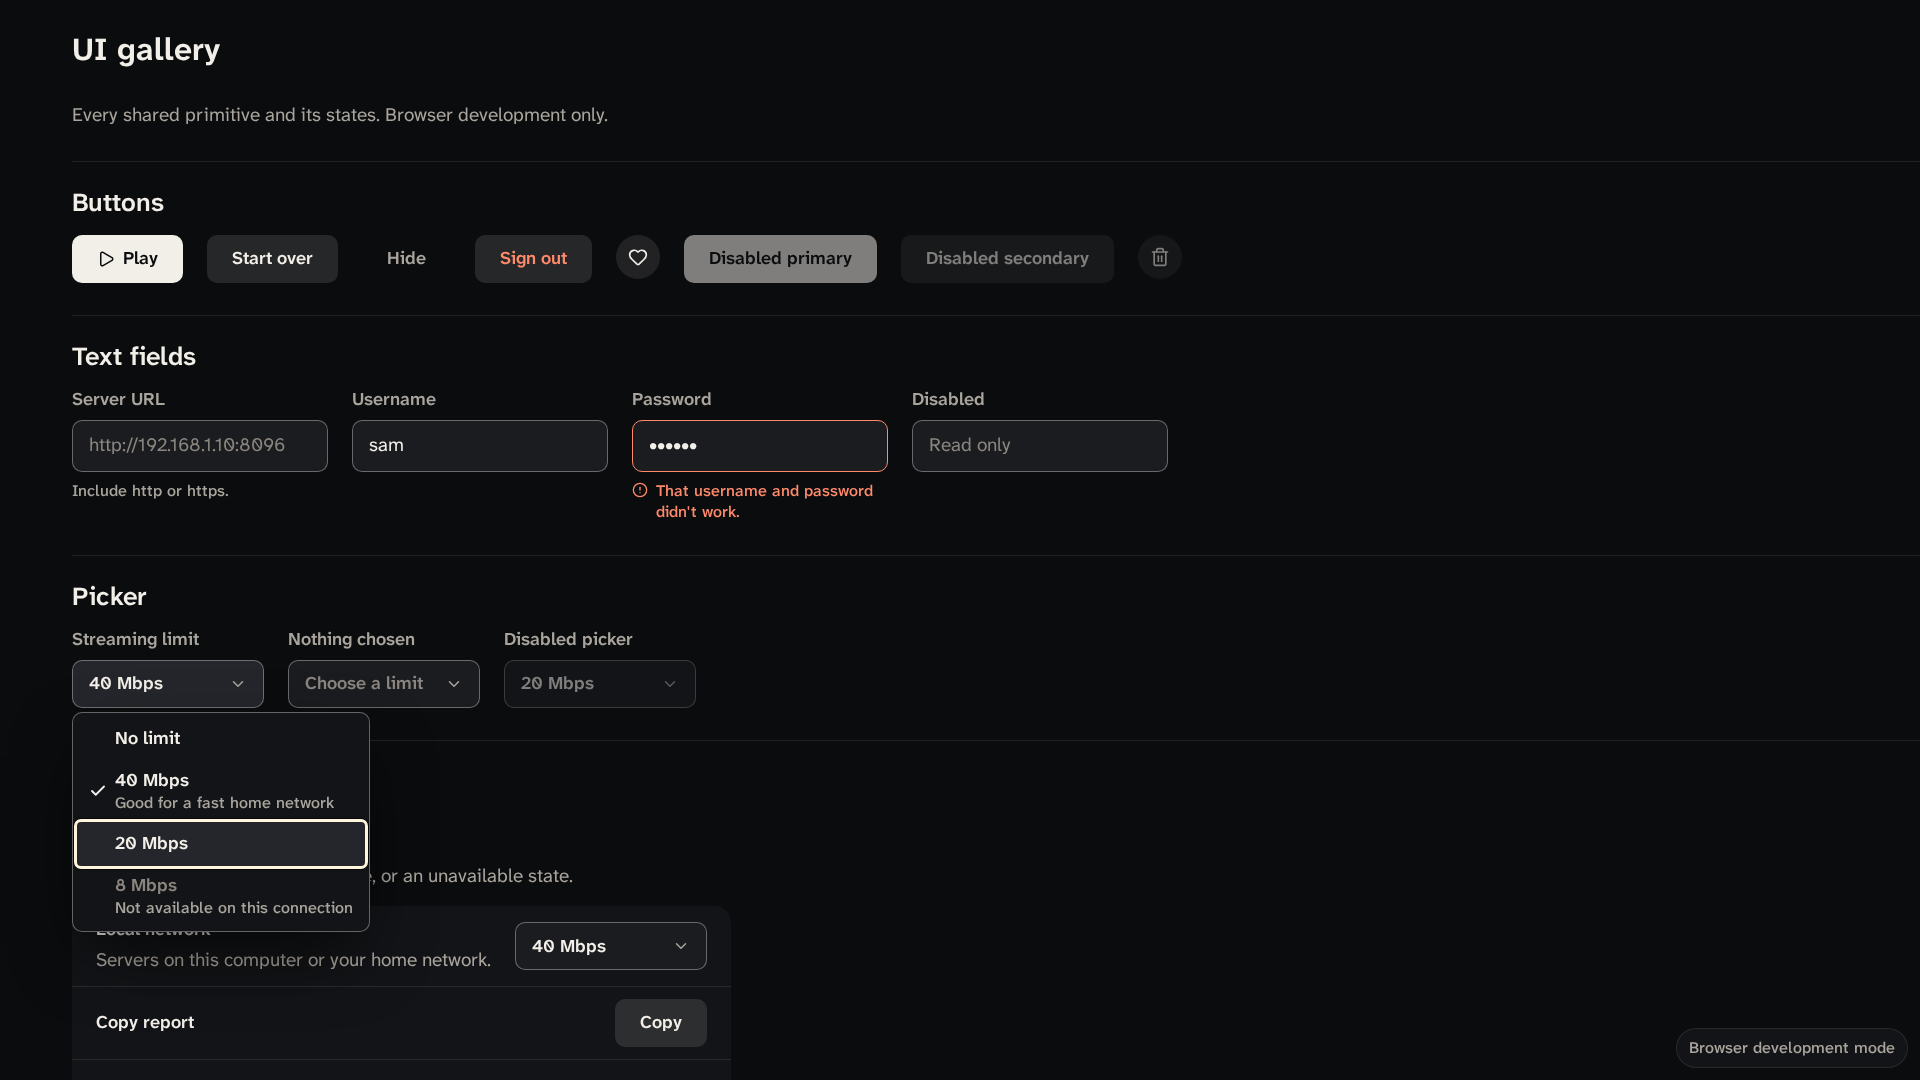 UI gallery
Every shared primitive and its states. Browser development only.
Buttons
Play
Start over
Hide
Sign out
Disabled primary
Disabled secondary
Text fields
Server URL
Username
Password
Disabled
http://192.168.1.10:8096
sam
••••••
Read only
Include http or https.
That username and password
didn't work.
Picker
Streaming limit
Nothing chosen
Disabled picker
40 Mbps
Choose a limit
20 Mbps
No limit
40 Mbps
Good for a fast home network
20 Mbps
8 Mbps
Not available on this connection
, or an unavailable state.
Local network
Servers on this computer or your home network.
40 Mbps
Copy report
Copy
Browser development mode